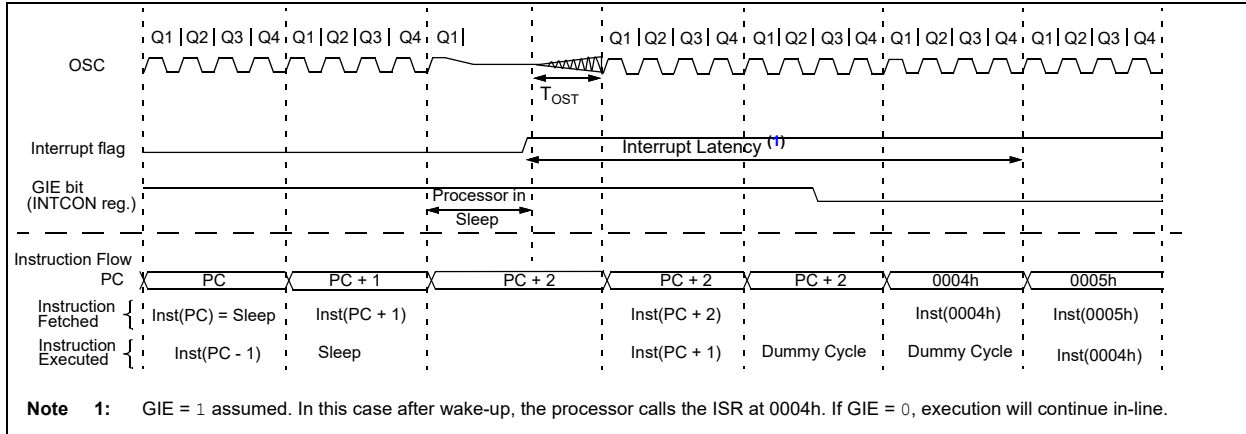 Q1 | Q2 | Q3 | Q4 Q1 | Q2 | Q3 | Q4 Q1 | Q1 | Q2 | Q3 | Q4 Q1 | Q2 | Q3 | Q4 Q1 | Q2 | Q3 | Q4 Q1 | Q2 | Q3 | Q4
OSC
TOST
Interrupt flag
Interrupt Latency (1)
GIE bit
(INTCON reg.)
Processor in
Sleep
Instruction Flow
PC PC PC + 1 PC + 2 PC + 2 PC + 2 0004h 0005h
Instruction
Fetched { Inst(PC) = Sleep Inst(PC + 1) Inst(PC + 2) Inst(0004h) Inst(0005h)
Instruction
Executed { Inst(PC - 1) Sleep Inst(PC + 1) Dummy Cycle Dummy Cycle Inst(0004h)
Note 1: GIE = 1 assumed. In this case after wake-up, the processor calls the ISR at 0004h. If GIE = 0, execution will continue in-line.